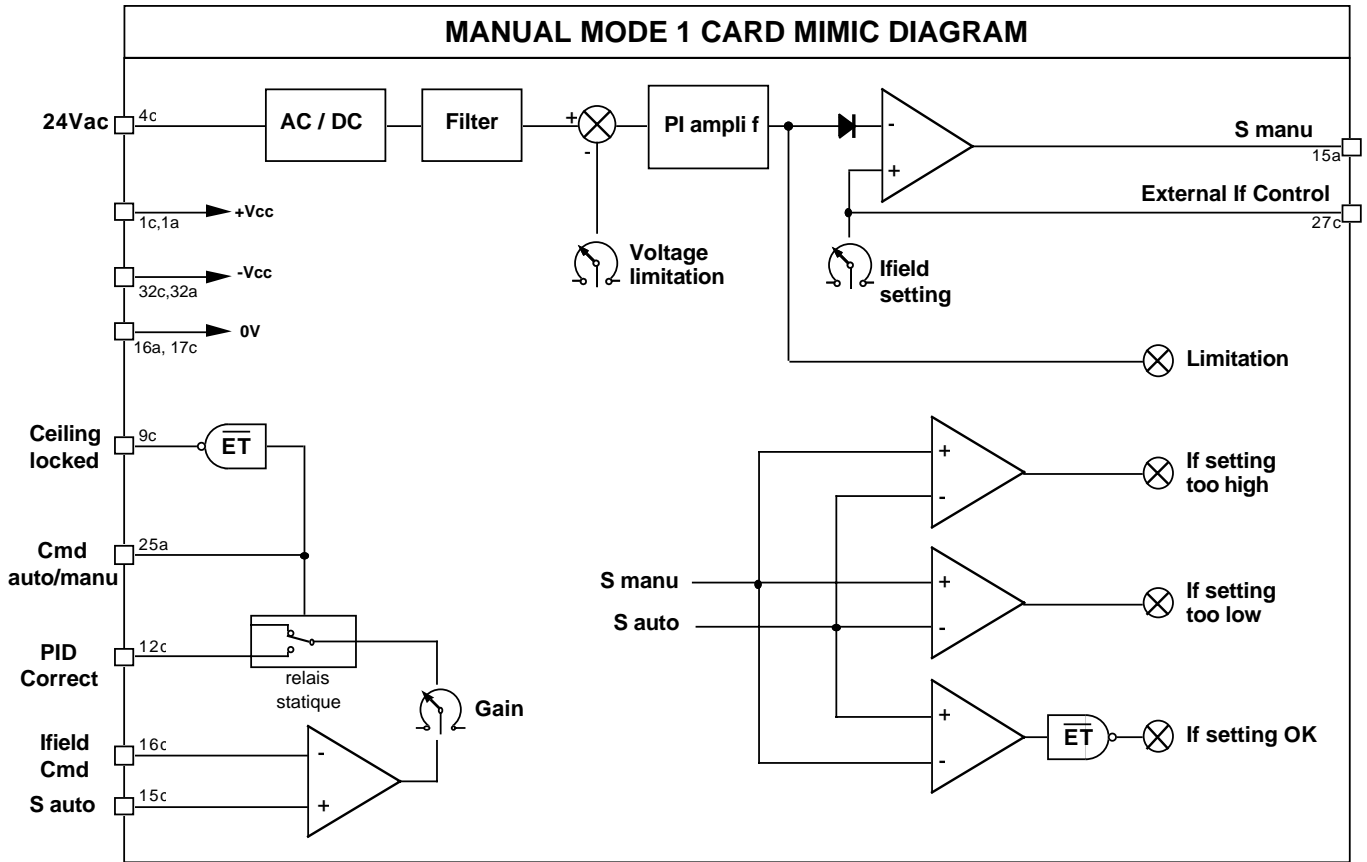 MANUAL MODE 1 CARD MIMIC DIAGRAM
24Vac
4c
AC / DC
Filter
+
-
PI ampli f
-
+
S manu
15a
External If Control
27c
1c,1a
+Vcc
32c,32a
-Vcc
16a, 17c
0V
Voltage
limitation
Ifield
setting
Limitation
Ceiling
locked
9c
ET
Cmd
auto/manu
25a
PID
Correct
12c
relais
statique
Gain
Ifield
Cmd
16c
-
S auto
15c
+
S manu
S auto
+
-
If setting
too high
+
-
If setting
too low
+
-
ET
If setting OK